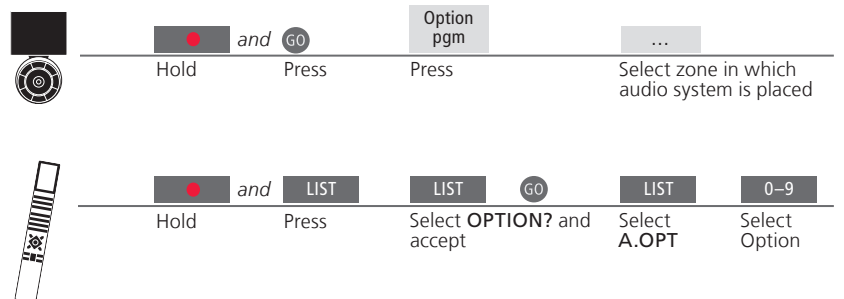 Option
pgm
and GO
...
Hold Press Press Select zone in which
audio system is placed
and LIST LIST GO LIST 0–9
Hold Press Select OPTION? and Select Select
accept A.OPT Option